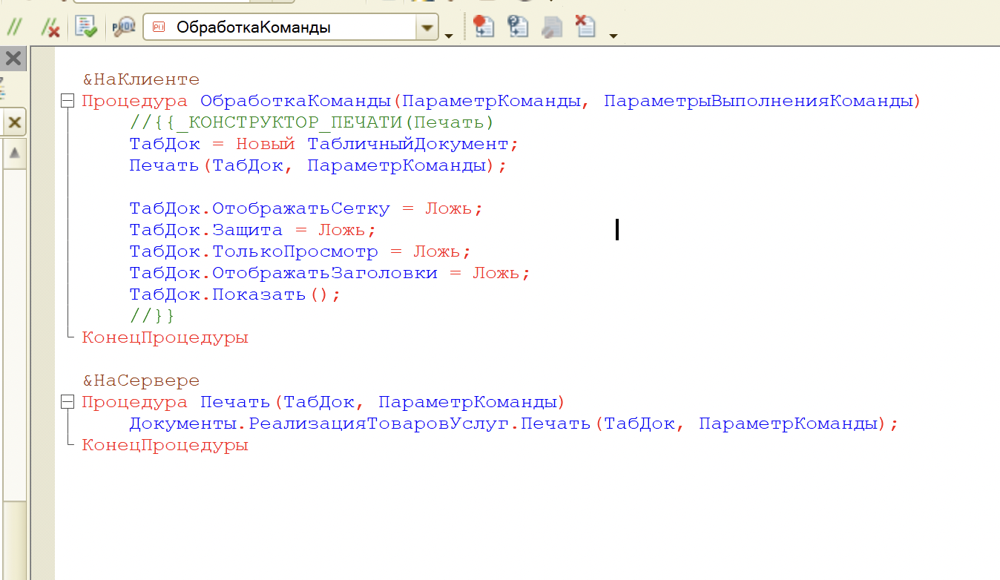 ОбработкаКоманды
&НаКлиенте
Процедура ОбработкаКоманды(ПараметрКоманды, ПараметрыВыполненияКоманды)
//{{_КОНСТРУКТОР_ПЕЧАТИ(Печать)
ТабДок = Новый ТабличныйДокумент;
Печать(ТабДок, ПараметрКоманды);
ТабДок.ОтображатьСетку = Ложь;
ТабДок.Защита = Ложь;
ТабДок.ТолькоПросмотр = Ложь;
ТабДок.ОтображатьЗаголовки = Ложь;
ТабДок.Показать();
//}}
КонецПроцедуры
&НаСервере
Процедура Печать(ТабДок, ПараметрКоманды)
Документы.РеализацияТоваровУслуг.Печать(ТабДок, ПараметрКоманды);
КонецПроцедуры